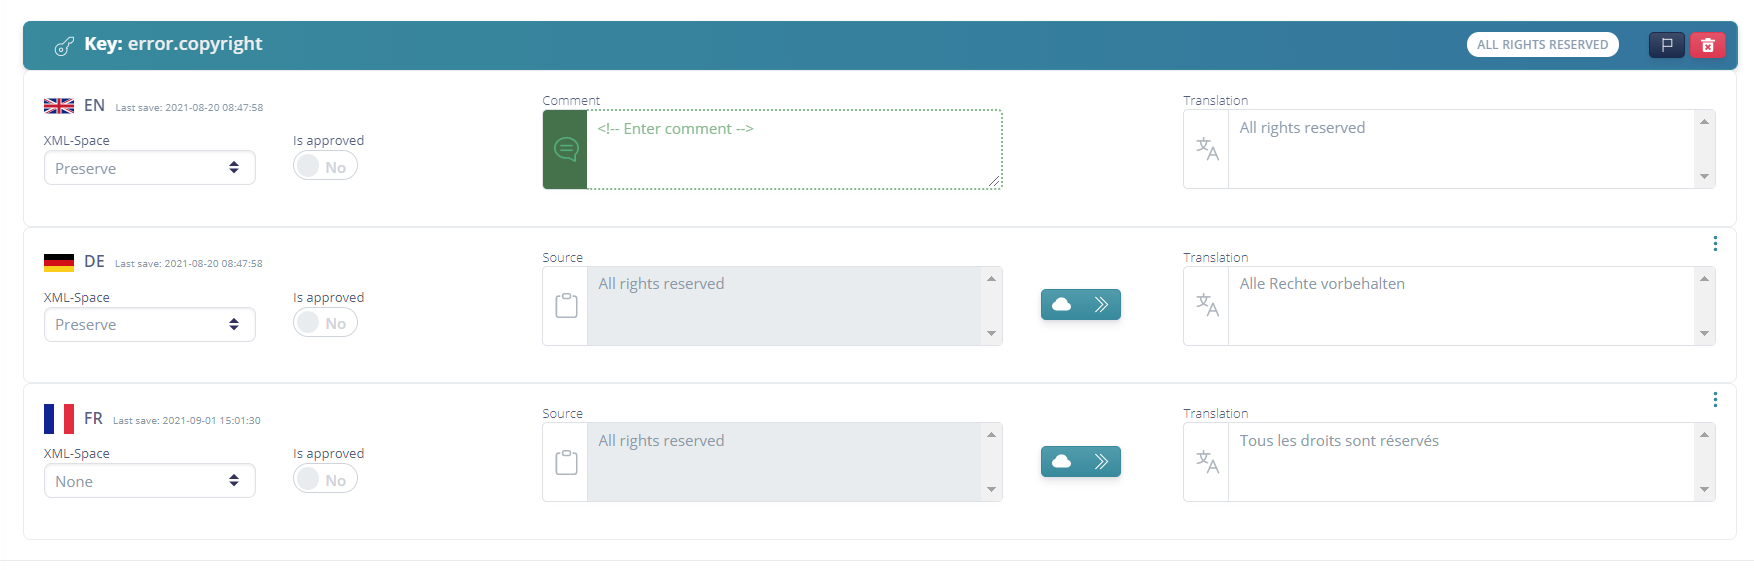 Key: error.copyright
ALL RIGHTS RESERVED
EN Last save: 2021-08-20 08:47:58
XML-Space
Preserve
Is approved
No
Comment
<!-- Enter comment -->
Translation
All rights reserved
DE Last save: 2021-08-20 08:47:58
XML-Space
Preserve
Is approved
No
Source
All rights reserved
Translation
Alle Rechte vorbehalten
FR Last save: 2021-09-01 15:01:30
XML-Space
None
Is approved
No
Source
All rights reserved
Translation
Tous les droits sont réservés